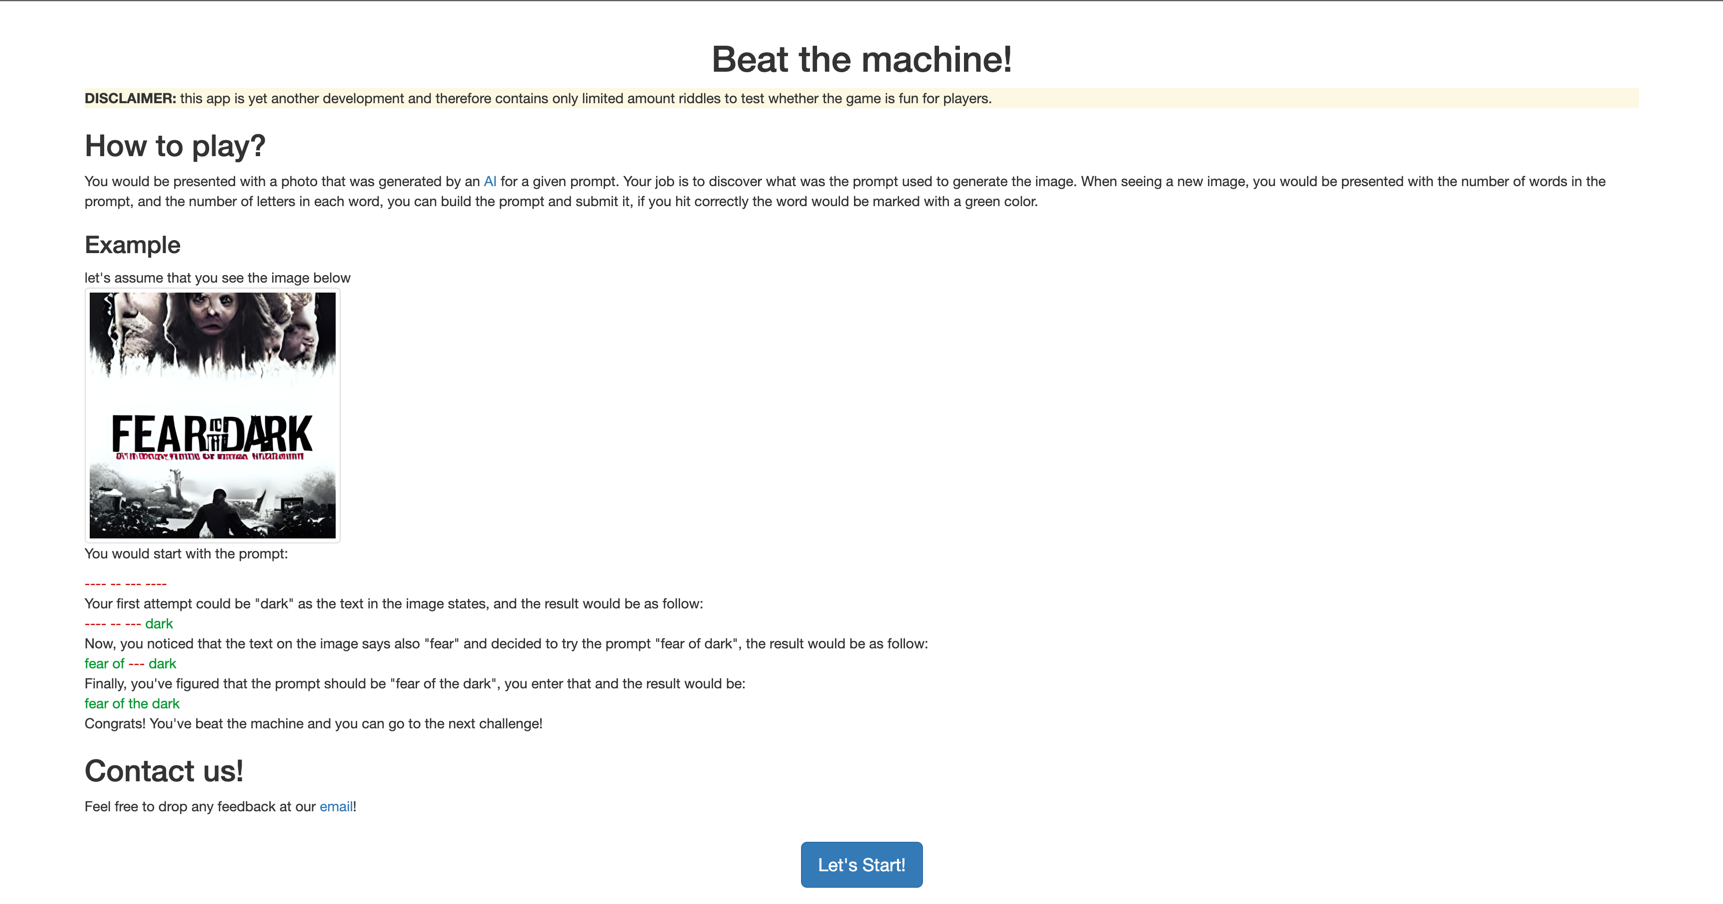 Beat the machine!
DISCLAIMER: this app is yet another development and therefore contains only limited amount riddles to test whether the game is fun for players.
How to play?
You would be presented with a photo that was generated by an AI for a given prompt. Your job is to discover what was the prompt used to generate the image. When seeing a new image, you would be presented with the number of words in the
prompt, and the number of letters in each word, you can build the prompt and submit it, if you hit correctly the word would be marked with a green color.
Example
let's assume that you see the image below
FEAR DARK
You would start with the prompt:
---- -- --- ----
Your first attempt could be "dark" as the text in the image states, and the result would be as follow:
---- -- --- dark
Now, you noticed that the text on the image says also "fear" and decided to try the prompt "fear of dark", the result would be as follow:
fear of --- dark
Finally, you've figured that the prompt should be "fear of the dark", you enter that and the result would be:
fear of the dark
Congrats! You've beat the machine and you can go to the next challenge!
Contact us!
Feel free to drop any feedback at our email!
Let's Start!